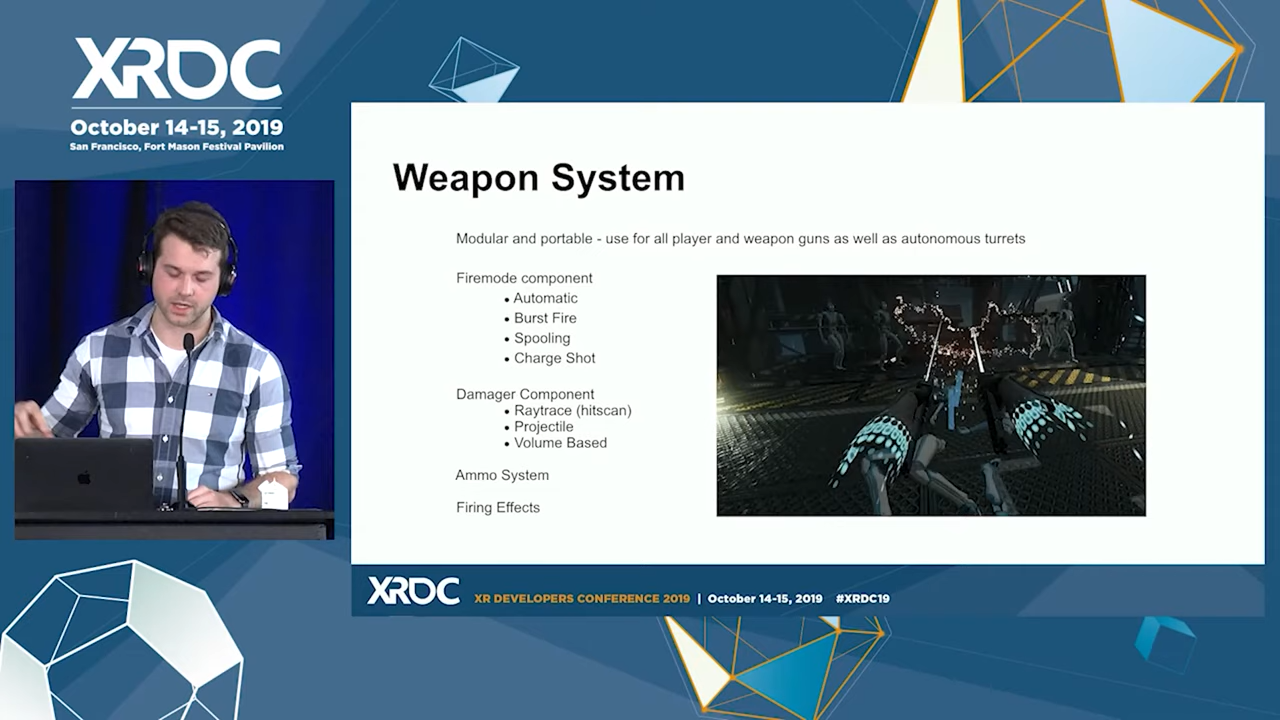 XRDC
October 14-15, 2019
San Francisco, Fort Mason Festival Pavilion
Weapon System
Modular and portable - use for all player and weapon guns as well as autonomous turrets
Firemode component
• Automatic
• Burst Fire
• Spooling
• Charge Shot
Damager Component
• Raytrace (hitscan)
• Projectile
• Volume Based
Ammo System
Firing Effects
XRDC XR DEVELOPERS CONFERENCE 2019 | October 14-15, 2019 #XRDC19